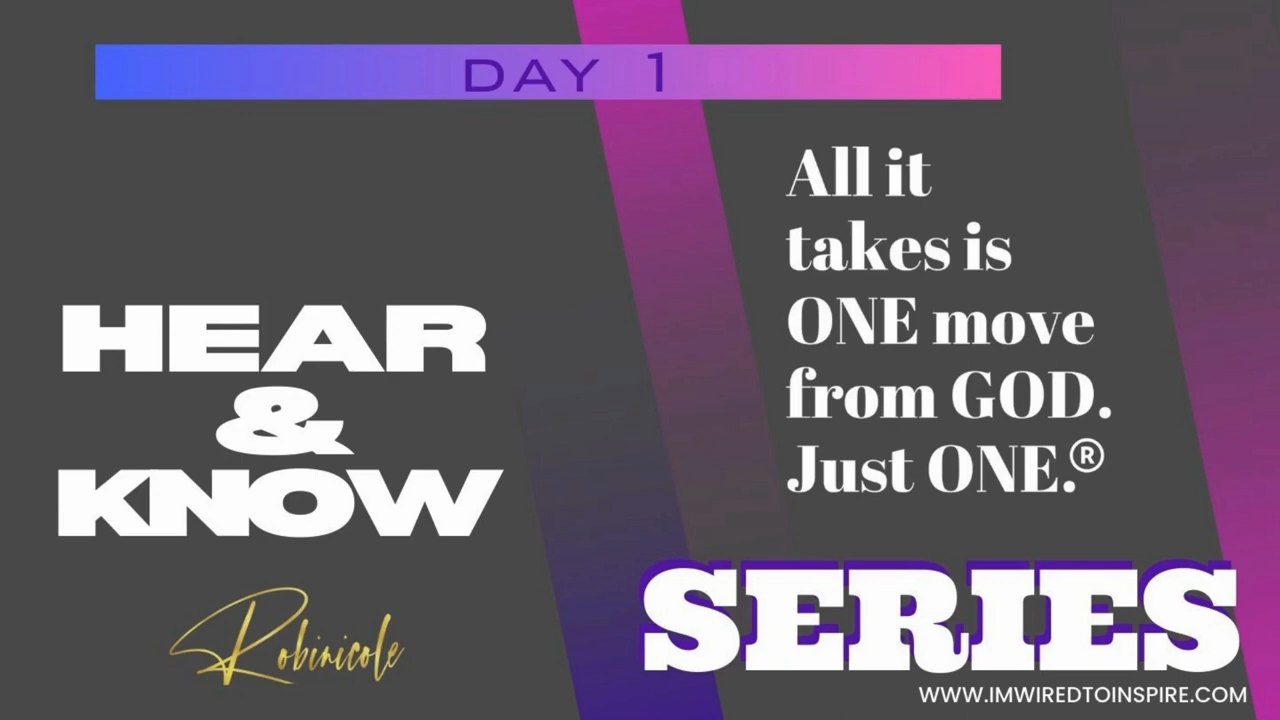 DAY 1
HEAR
&
KNOW
Robinicole
All it
takes is
ONE move
from GOD.
Just ONE.®
SERIES
WWW.IMWIREDTOINSPIRE.COM